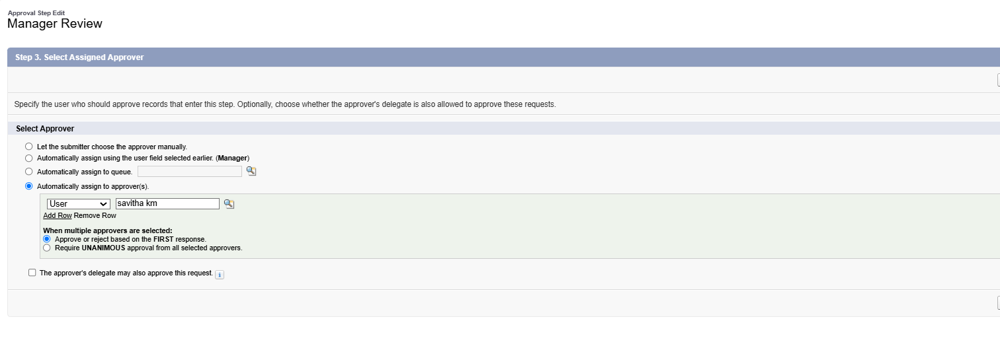 Approval Step Edit
Manager Review
Step 3. Select Assigned Approver
Specify the user who should approve records that enter this step. Optionally, choose whether the approver's delegate is also allowed to approve these requests.
Select Approver
Let the submitter choose the approver manually.
Automatically assign using the user field selected earlier. (Manager)
Automatically assign to queue.
Automatically assign to approver(s).
User savitha km
Add Row Remove Row
When multiple approvers are selected:
Approve or reject based on the FIRST response.
Require UNANIMOUS approval from all selected approvers.
The approver's delegate may also approve this request. i